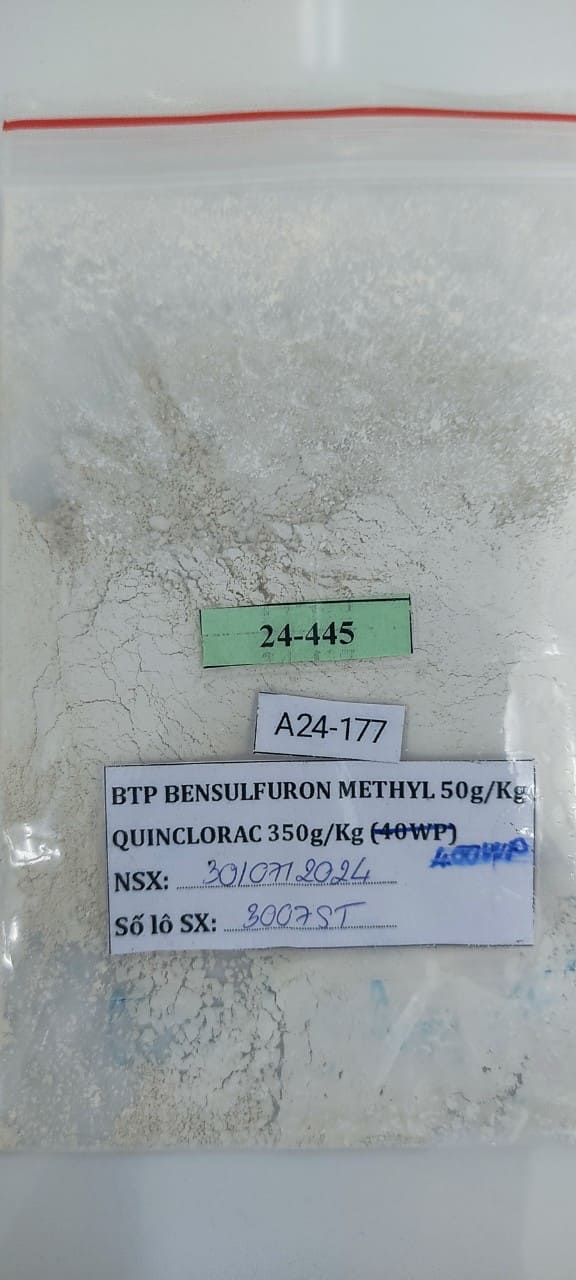 24-445
A24-177
BTP BENSULFURON METHYL 50g/Kg
QUINCLORAC 350g/Kg (40WP)
400WP
NSX: 30/07/2024
Số lô SX: 3007ST